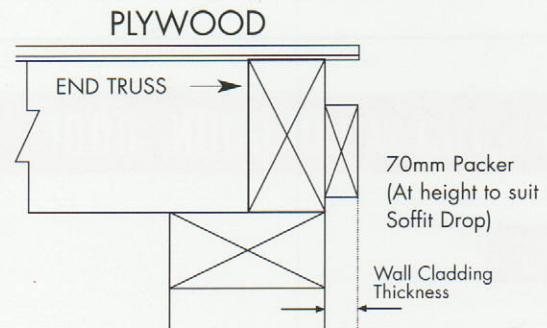 PLYWOOD
END TRUSS
70mm Packer
(At height to suit
Soffit Drop)
Wall Cladding
Thickness